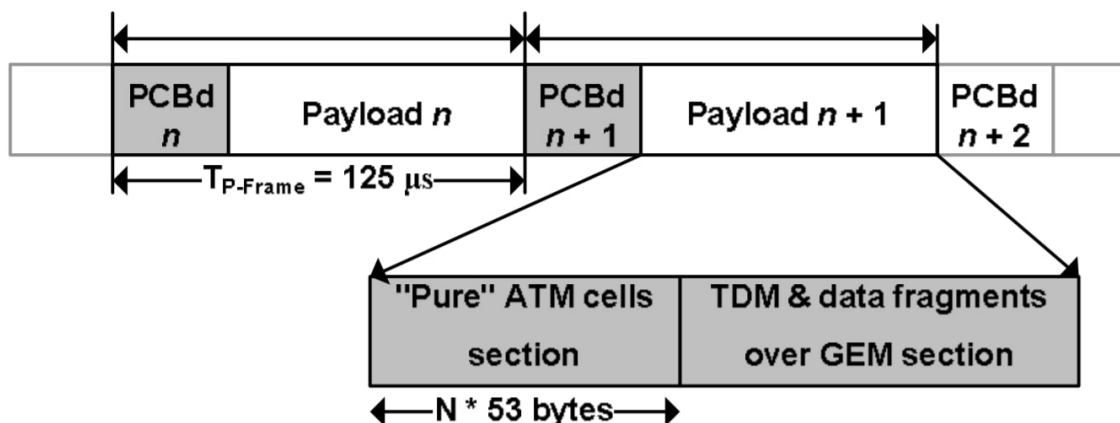 PCBd
n
Payload n
PCBd
n + 1
Payload n + 1
PCBd
n + 2
TP-Frame = 125 μs
"Pure" ATM cells
section
TDM & data fragments
over GEM section
N * 53 bytes